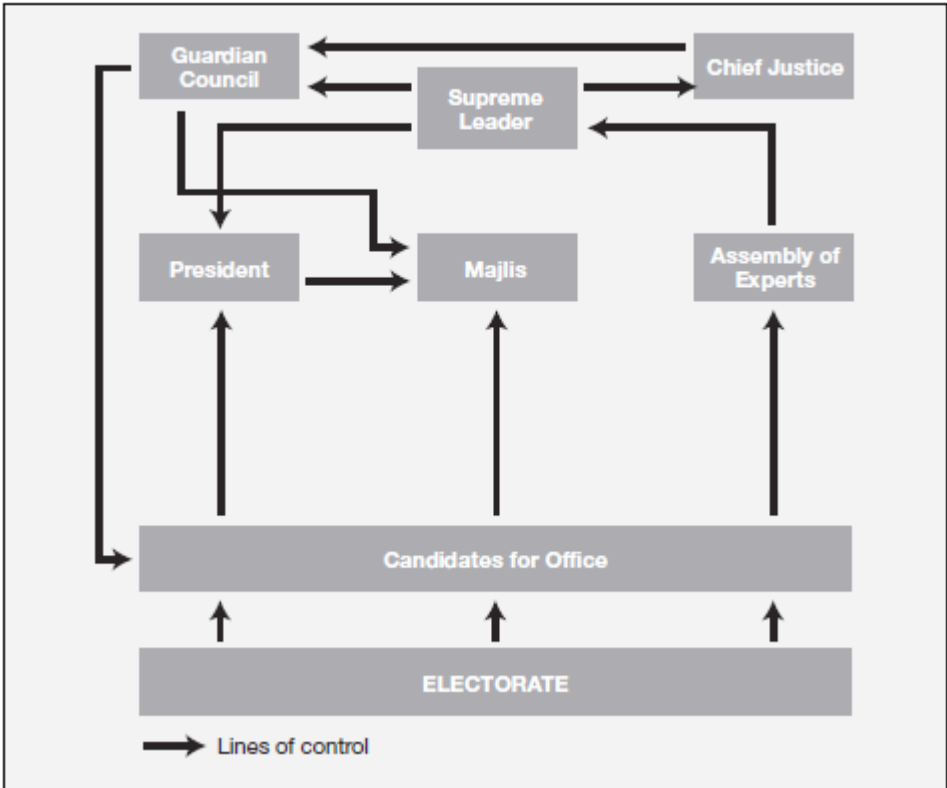 Guardian
Council
Chief Justice
Supreme
Leader
President
Majlis
Assembly of
Experts
Candidates for Office
ELECTORATE
Lines of control